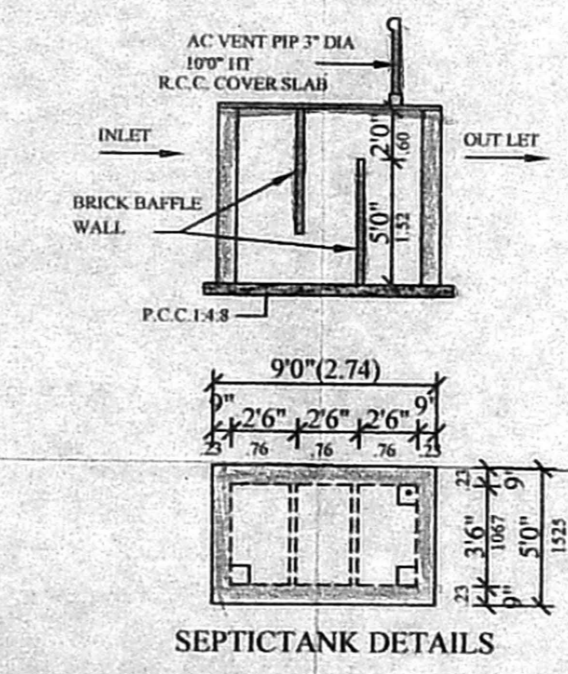 AC VENT PIP 3" DIA
10'0" HT
R.C.C. COVER SLAB
INLET
OUT LET
2'0"
.60
BRICK BAFFLE
WALL
5'0"
1.52
P.C.C.1:4:8
9'0"(2.74)
9" 2'6" 2'6" 2'6" 9"
.23 .76 .76 .76 .23
.23 9"
3'6" 1067 5'0" 1525
.23 9"
SEPTICTANK DETAILS